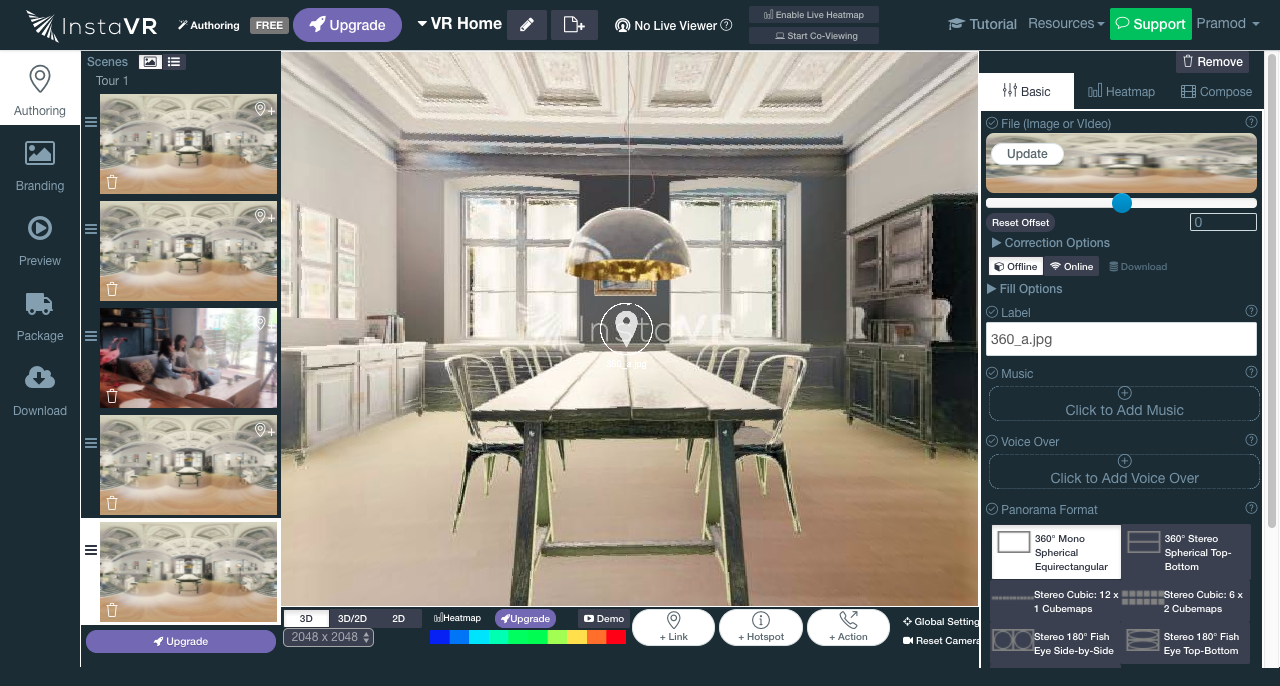 InstaVR
Authoring
FREE
Upgrade
VR Home
No Live Viewer
Enable Live Heatmap
Start Co-Viewing
Tutorial
Resources
Support
Pramod
Authoring
Branding
Preview
Package
Download
Scenes
Tour 1
Upgrade
InstaVR
360_a.jpg
3D
3D/2D
2D
2048 x 2048
Heatmap
Upgrade
Demo
+ Link
+ Hotspot
+ Action
Global Setting
Reset Camera
Remove
Basic
Heatmap
Compose
File (Image or VIdeo)
Update
Reset Offset
0
Correction Options
Offline
Online
Download
Fill Options
Label
360_a.jpg
Music
Click to Add Music
Voice Over
Click to Add Voice Over
Panorama Format
360° Mono
Spherical
Equirectangular
360° Stereo
Spherical Top-
Bottom
Stereo Cubic: 12 x
1 Cubemaps
Stereo Cubic: 6 x
2 Cubemaps
Stereo 180° Fish
Eye Side-by-Side
Stereo 180° Fish
Eye Top-Bottom